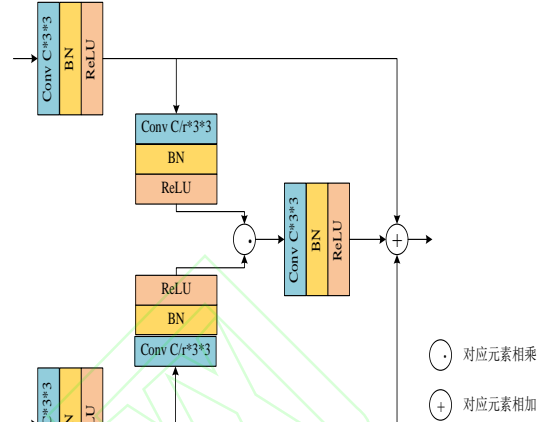 Conv C*3*3
BN
ReLU
Conv C/r*3*3
BN
ReLU
Conv C*3*3
BN
ReLU
+
ReLU
BN
Conv C/r*3*3
· 对应元素相乘
+ 对应元素相加